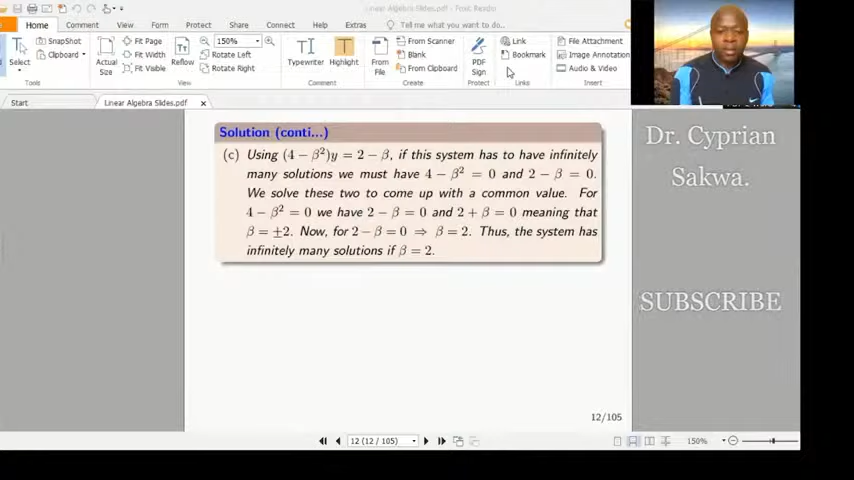 Linear Algebra Slides.pdf - Foxit Reader
Home Comment View Form Protect Share Connect Help Extras Tell me what you want to do..
SnapShot Fit Page 150% From Scanner Link File Attachment
Clipboard Fit Width Rotate Left Blank Bookmark Image Annotation
Select Actual Size Fit Visible Reflow Rotate Right Typewriter Highlight From File From Clipboard PDF Sign Audio & Video
Tools View Comment Create Protect Links Insert
Start Linear Algebra Slides.pdf
Solution (conti...)
(c) Using (4 − β²)y = 2 − β, if this system has to have infinitely
many solutions we must have 4 − β² = 0 and 2 − β = 0.
We solve these two to come up with a common value. For
4 − β² = 0 we have 2 − β = 0 and 2 + β = 0 meaning that
β = ±2. Now, for 2 − β = 0 ⇒ β = 2. Thus, the system has
infinitely many solutions if β = 2.
Dr. Cyprian
Sakwa.
SUBSCRIBE
12/105
12 (12 / 105) 150%